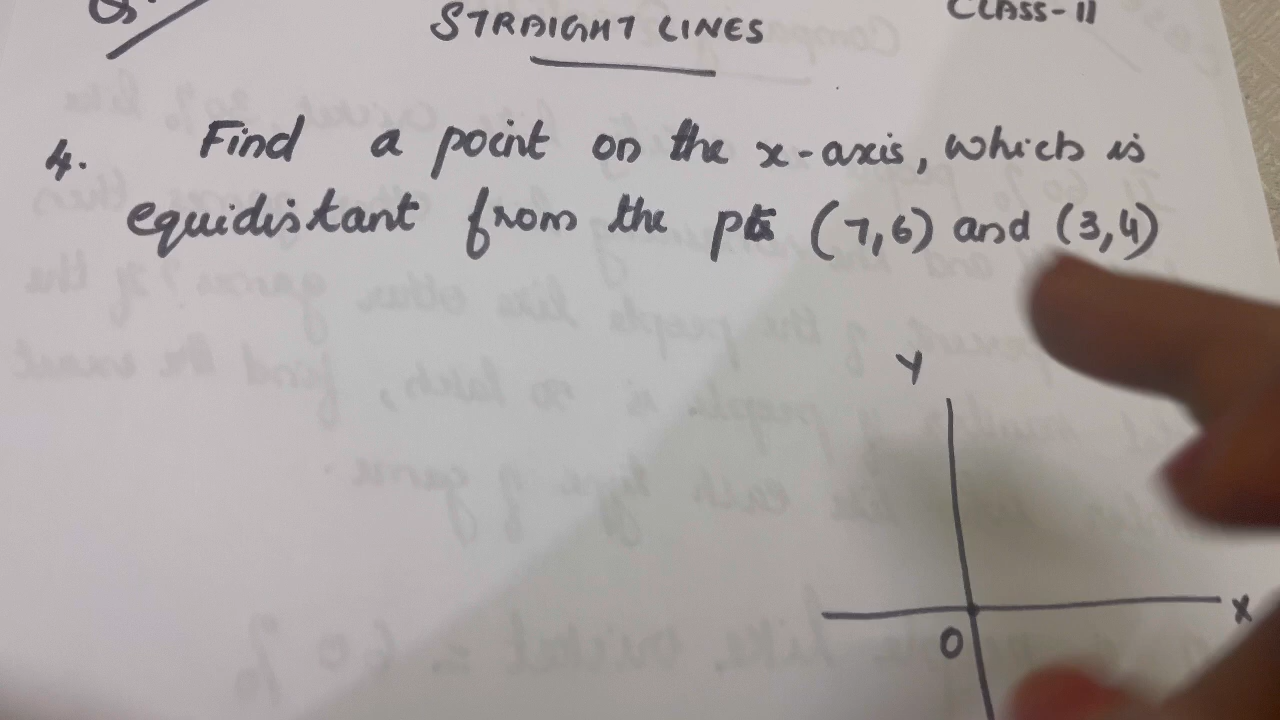 STRAIGHT LINES
CLASS-11
4. Find a point on the x-axis, which is
equidistant from the pts (7,6) and (3,4)
Y
X
O